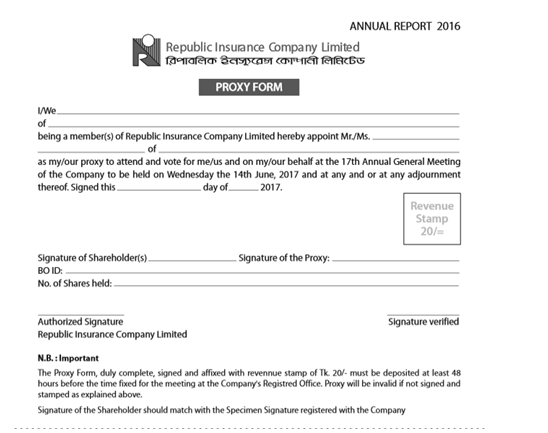 ANNUAL REPORT 2016
Republic Insurance Company Limited
রিপাবলিক ইনস্যুরেন্স কোম্পানী লিমিটেড
PROXY FORM
I/We
of
being a member(s) of Republic Insurance Company Limited hereby appoint Mr./Ms.
of
as my/our proxy to attend and vote for me/us and on my/our behalf at the 17th Annual General Meeting
of the Company to be held on Wednesday the 14th June, 2017 and at any and or at any adjournment
thereof. Signed this day of 2017.
Revenue
Stamp
20/=
Signature of Shareholder(s) Signature of the Proxy:
BO ID:
No. of Shares held:
Authorized Signature Signature verified
Republic Insurance Company Limited
N.B. : Important
The Proxy Form, duly complete, signed and affixed with revennue stamp of Tk. 20/- must be deposited at least 48
hours before the time fixed for the meeting at the Company's Registred Office. Proxy will be invalid if not signed and
stamped as explained above.
Signature of the Shareholder should match with the Specimen Signature registered with the Company